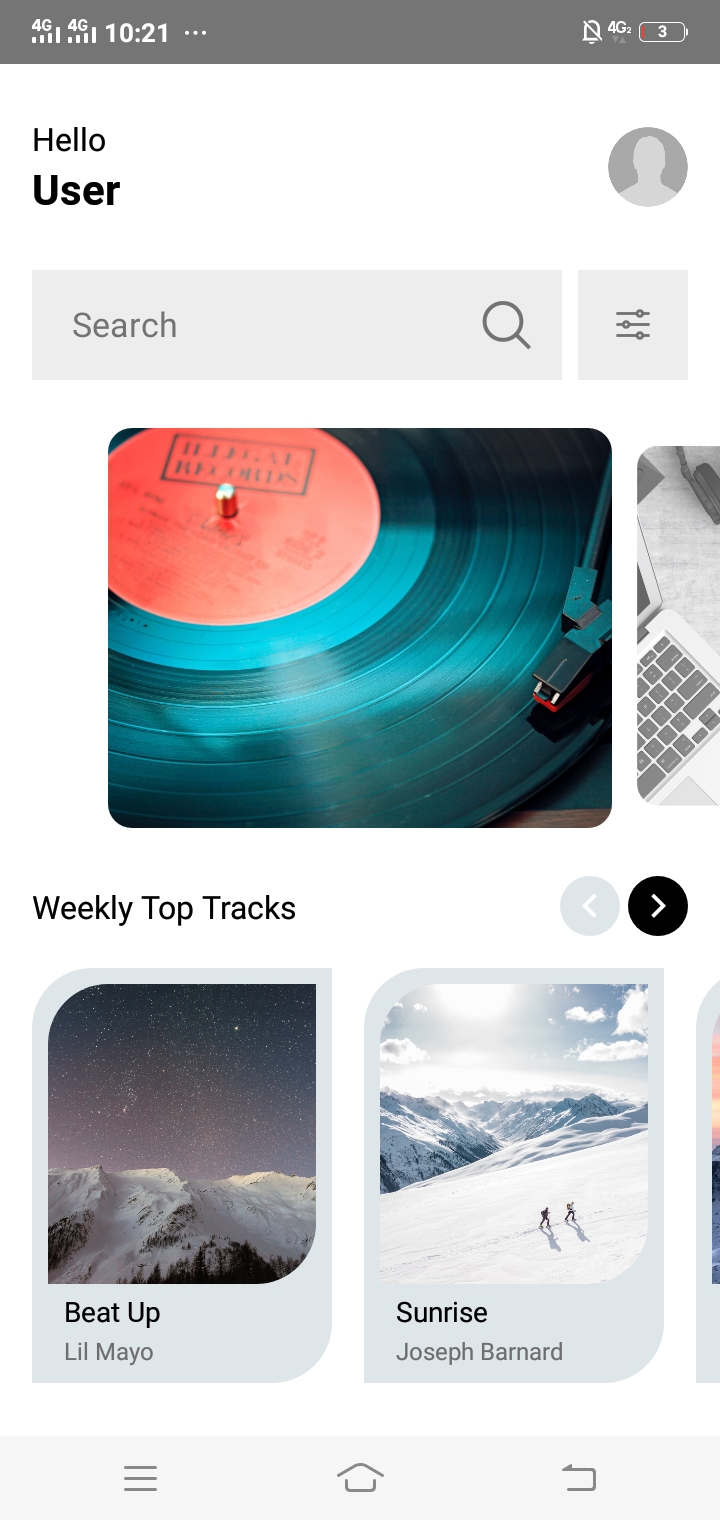 4G 4G 10:21 ...
4G2 3
Hello
User
Search
ILLEGAL
RECORDS
Weekly Top Tracks
Beat Up
Lil Mayo
Sunrise
Joseph Barnard